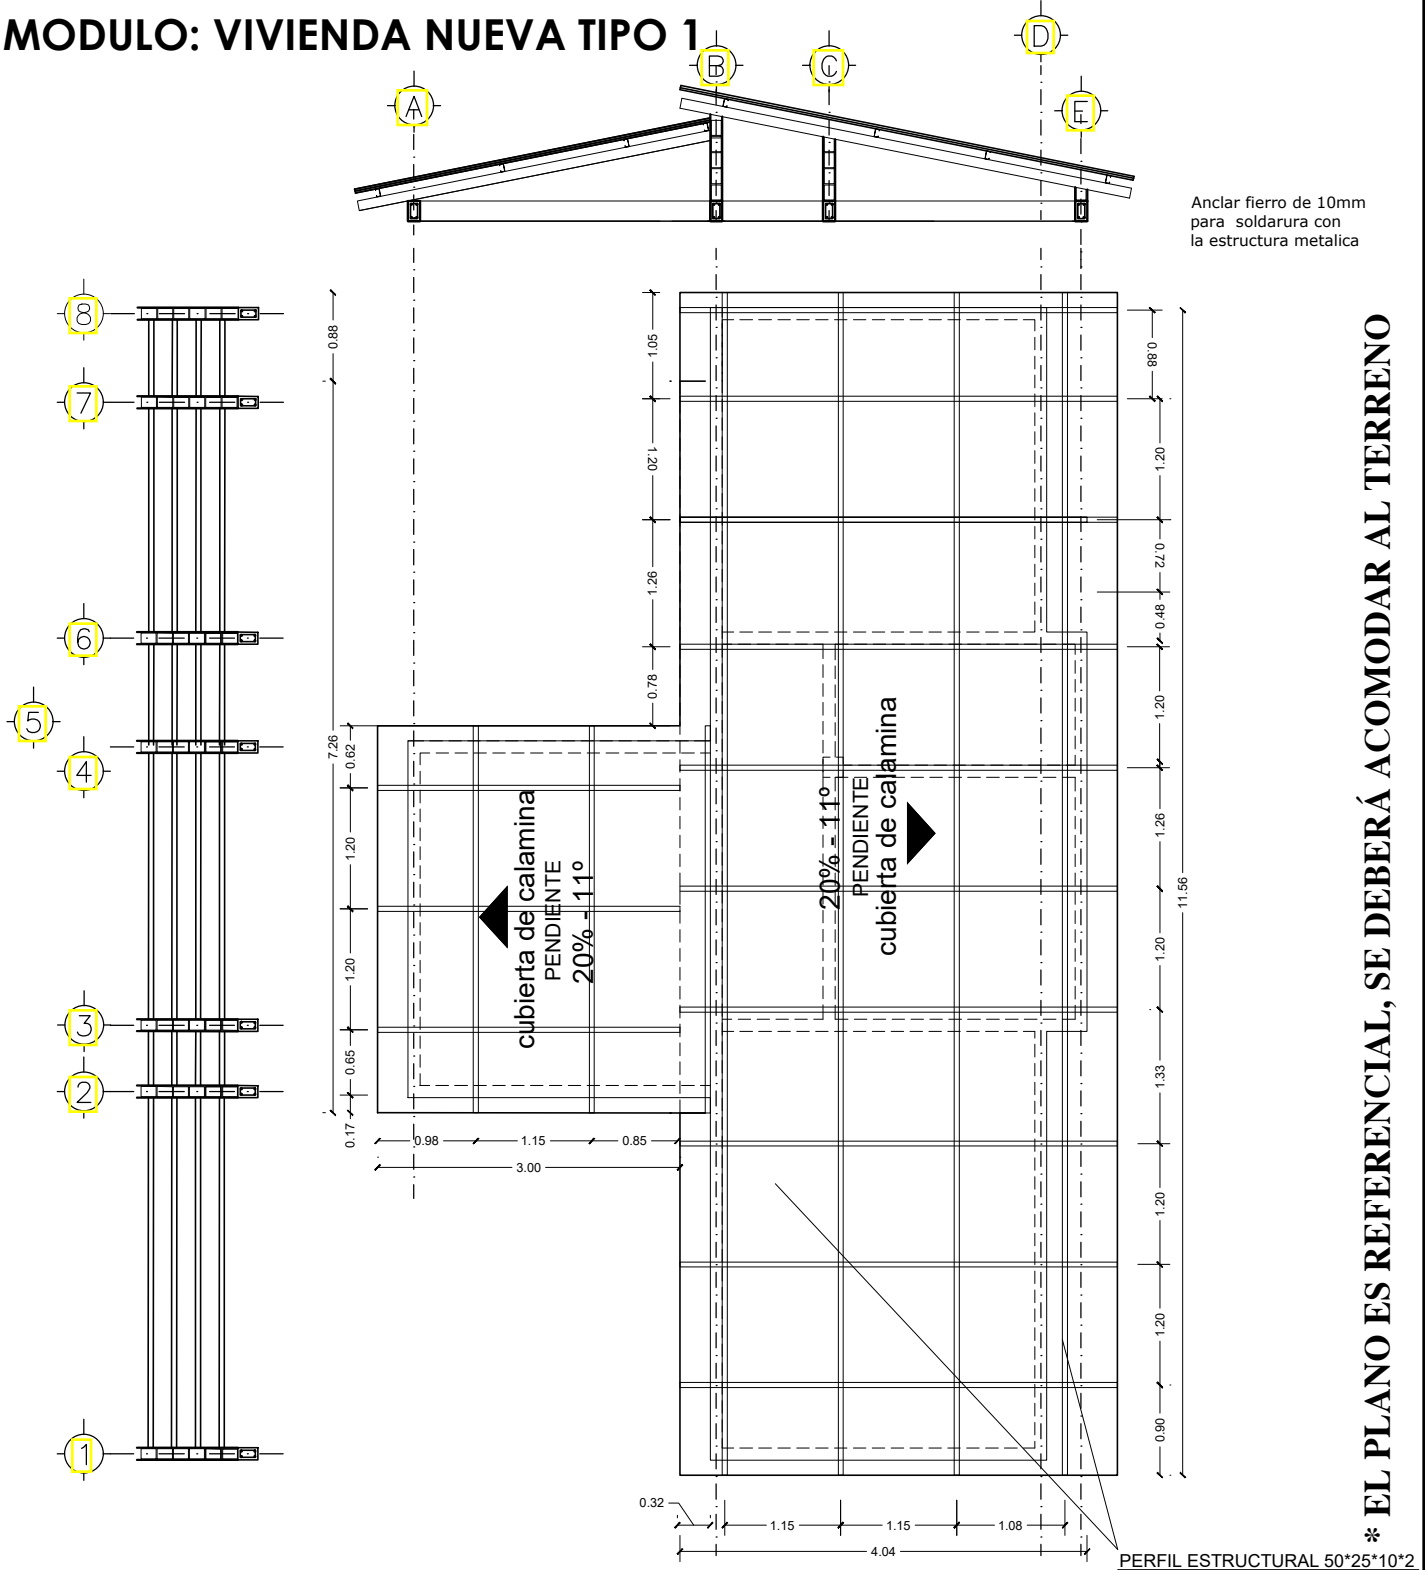 MODULO: VIVIENDA NUEVA TIPO 1
A
B
C
D
E
Anclar fierro de 10mm
para soldarura con
la estructura metalica
8
7
6
5
4
3
2
1
0.88
7.26
1.05
1.20
1.26
0.78
0.62
1.20
1.20
0.65
0.17
cubierta de calamina
PENDIENTE
20% - 11º
0.98
1.15
0.85
3.00
20% - 11º
PENDIENTE
cubierta de calamina
0.88
1.20
0.72
0.48
1.20
1.26
1.20
1.33
1.20
1.20
0.90
11.56
0.32
1.15
1.15
1.08
4.04
PERFIL ESTRUCTURAL 50*25*10*2
* EL PLANO ES REFERENCIAL, SE DEBERÁ ACOMODAR AL TERRENO